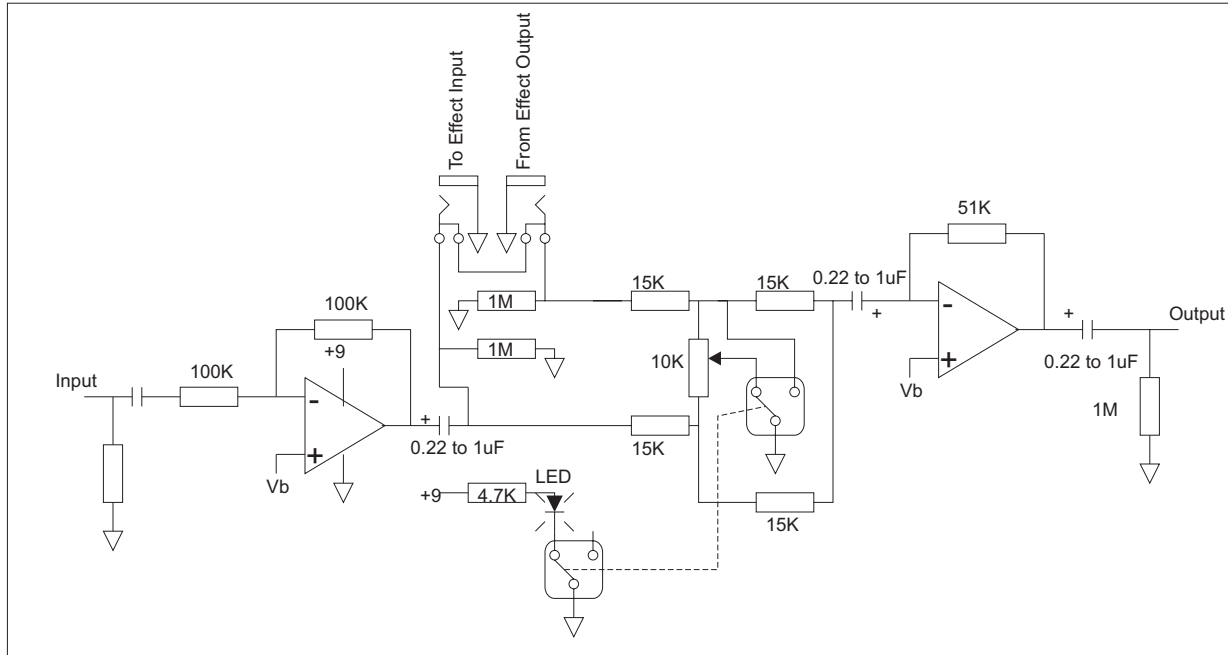 To Effect Input
From Effect Output
51K
15K
15K
0.22 to 1uF
+
1M
100K
+9
1M
10K
-
+
Vb
Output
+
0.22 to 1uF
1M
Input
100K
-
+
Vb
+
0.22 to 1uF
15K
LED
+9
4.7K
15K